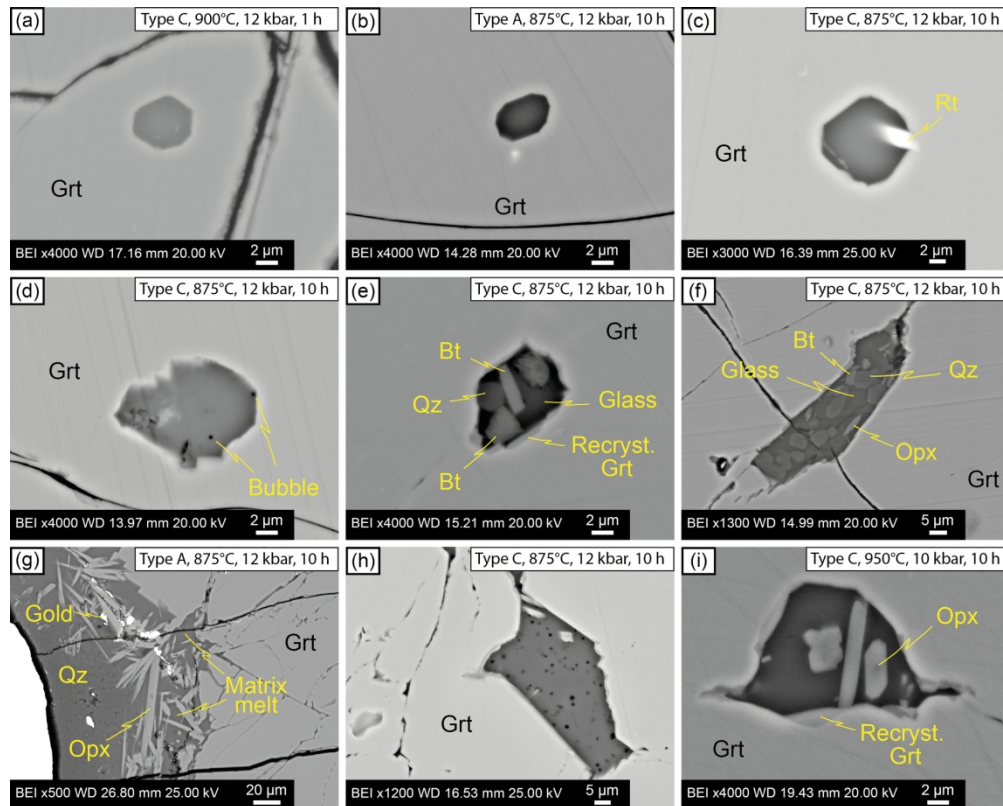 (a) Type C, 900°C, 12 kbar, 1 h
Grt
BEI x4000 WD 17.16 mm 20.00 kV 2 µm
(b) Type A, 875°C, 12 kbar, 10 h
Grt
BEI x4000 WD 14.28 mm 20.00 kV 2 µm
(c) Type C, 875°C, 12 kbar, 10 h
Rt
Grt
BEI x3000 WD 16.39 mm 25.00 kV 2 µm
(d) Type C, 875°C, 12 kbar, 10 h
Grt
Bubble
BEI x4000 WD 13.97 mm 20.00 kV 2 µm
(e) Type C, 875°C, 12 kbar, 10 h
Grt
Bt
Qz
Glass
Recryst.
Grt
Bt
BEI x4000 WD 15.21 mm 20.00 kV 2 µm
(f) Type C, 875°C, 12 kbar, 10 h
Bt
Glass
Qz
Opx
Grt
BEI x1300 WD 14.99 mm 20.00 kV 5 µm
(g) Type A, 875°C, 12 kbar, 10 h
Gold
Grt
Qz
Matrix
melt
Opx
BEI x500 WD 26.80 mm 25.00 kV 20 µm
(h) Type C, 875°C, 12 kbar, 10 h
Grt
BEI x1200 WD 16.53 mm 25.00 kV 5 µm
(i) Type C, 950°C, 10 kbar, 10 h
Opx
Recryst.
Grt
Grt
BEI x4000 WD 19.43 mm 20.00 kV 2 µm